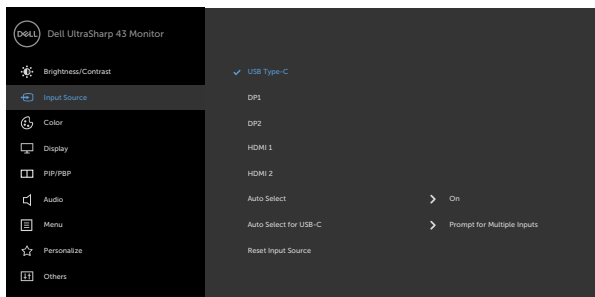 DELL Dell UltraSharp 43 Monitor
Brightness/Contrast
USB Type-C
Input Source
DP1
Color
DP2
Display
HDMI 1
PIP/PBP
HDMI 2
Audio
Auto Select
On
Menu
Auto Select for USB-C
Prompt for Multiple Inputs
Personalize
Reset Input Source
Others